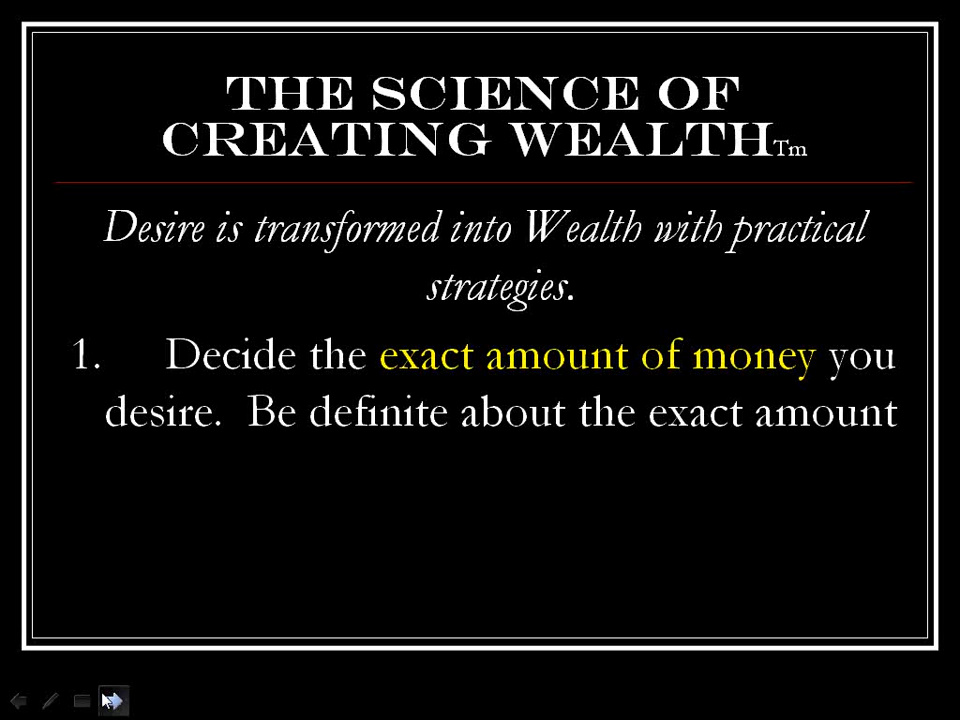 THE SCIENCE OF
CREATING WEALTHTm
Desire is transformed into Wealth with practical
strategies.
1. Decide the exact amount of money you
desire. Be definite about the exact amount